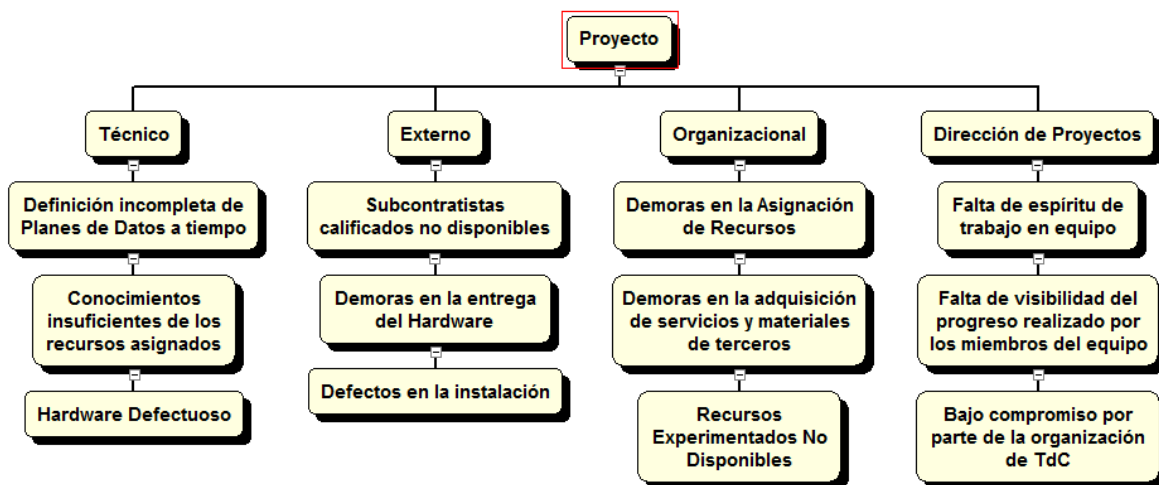 Proyecto
Técnico
Externo
Organizacional
Dirección de Proyectos
Definición incompleta de
Planes de Datos a tiempo
Subcontratistas
calificados no disponibles
Demoras en la Asignación
de Recursos
Falta de espíritu de
trabajo en equipo
Conocimientos
insuficientes de los
recursos asignados
Demoras en la entrega
del Hardware
Demoras en la adquisición
de servicios y materiales
de terceros
Falta de visibilidad del
progreso realizado por
los miembros del equipo
Hardware Defectuoso
Defectos en la instalación
Recursos
Experimentados No
Disponibles
Bajo compromiso por
parte de la organización
de TdC